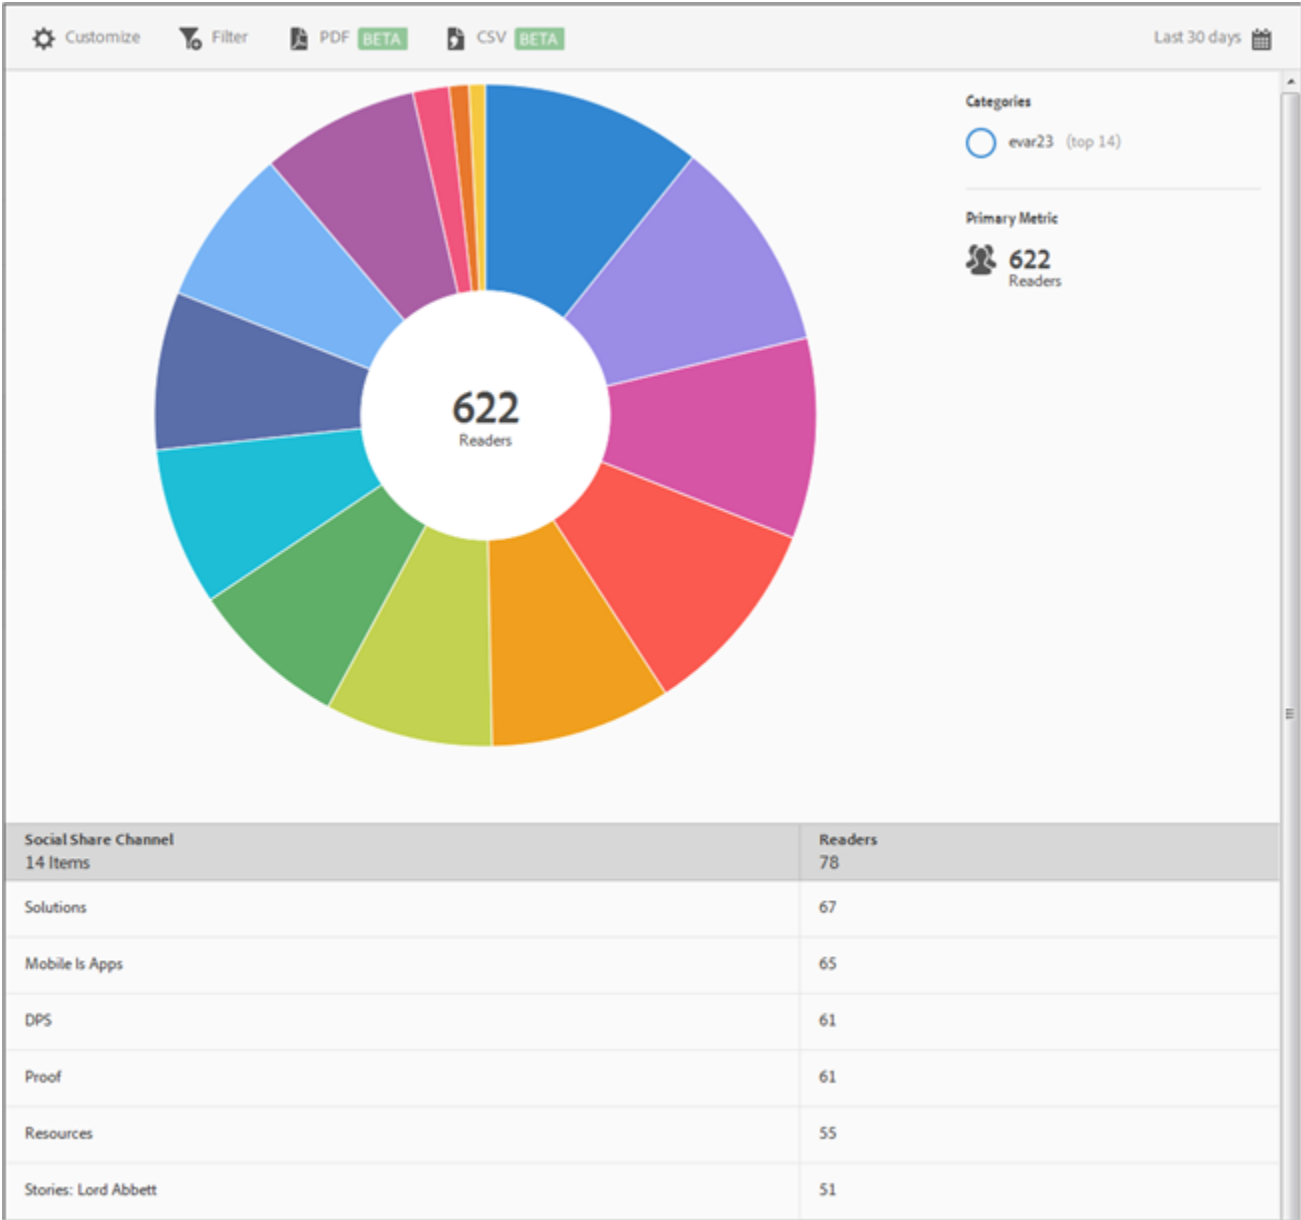 Customize Filter PDF BETA CSV BETA Last 30 days
Categories
evar23 (top 14)
Primary Metric
622
Readers
622
Readers
Social Share Channel Readers
14 Items 78
Solutions 67
Mobile Is Apps 65
DPS 61
Proof 61
Resources 55
Stories: Lord Abbett 51